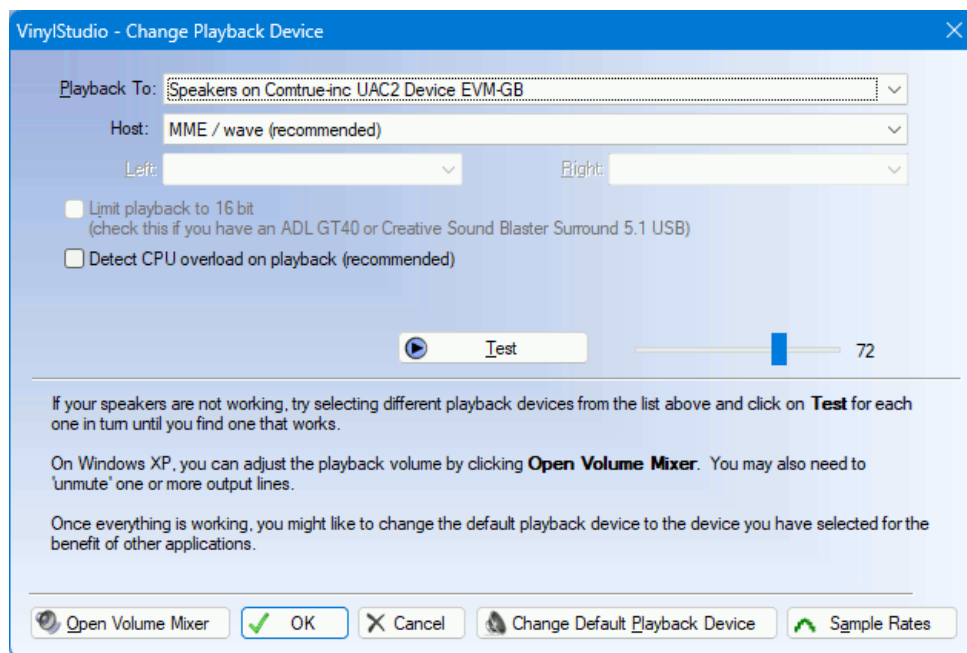 VinylStudio - Change Playback Device
Playback To: Speakers on Comtrue-inc UAC2 Device EVM-GB
Host: MME / wave (recommended)
Left: Right:
Limit playback to 16 bit
(check this if you have an ADL GT40 or Creative Sound Blaster Surround 5.1 USB)
Detect CPU overload on playback (recommended)
Test 72
If your speakers are not working, try selecting different playback devices from the list above and click on Test for each
one in turn until you find one that works.
On Windows XP, you can adjust the playback volume by clicking Open Volume Mixer. You may also need to
'unmute' one or more output lines.
Once everything is working, you might like to change the default playback device to the device you have selected for the
benefit of other applications.
Open Volume Mixer OK Cancel Change Default Playback Device Sample Rates